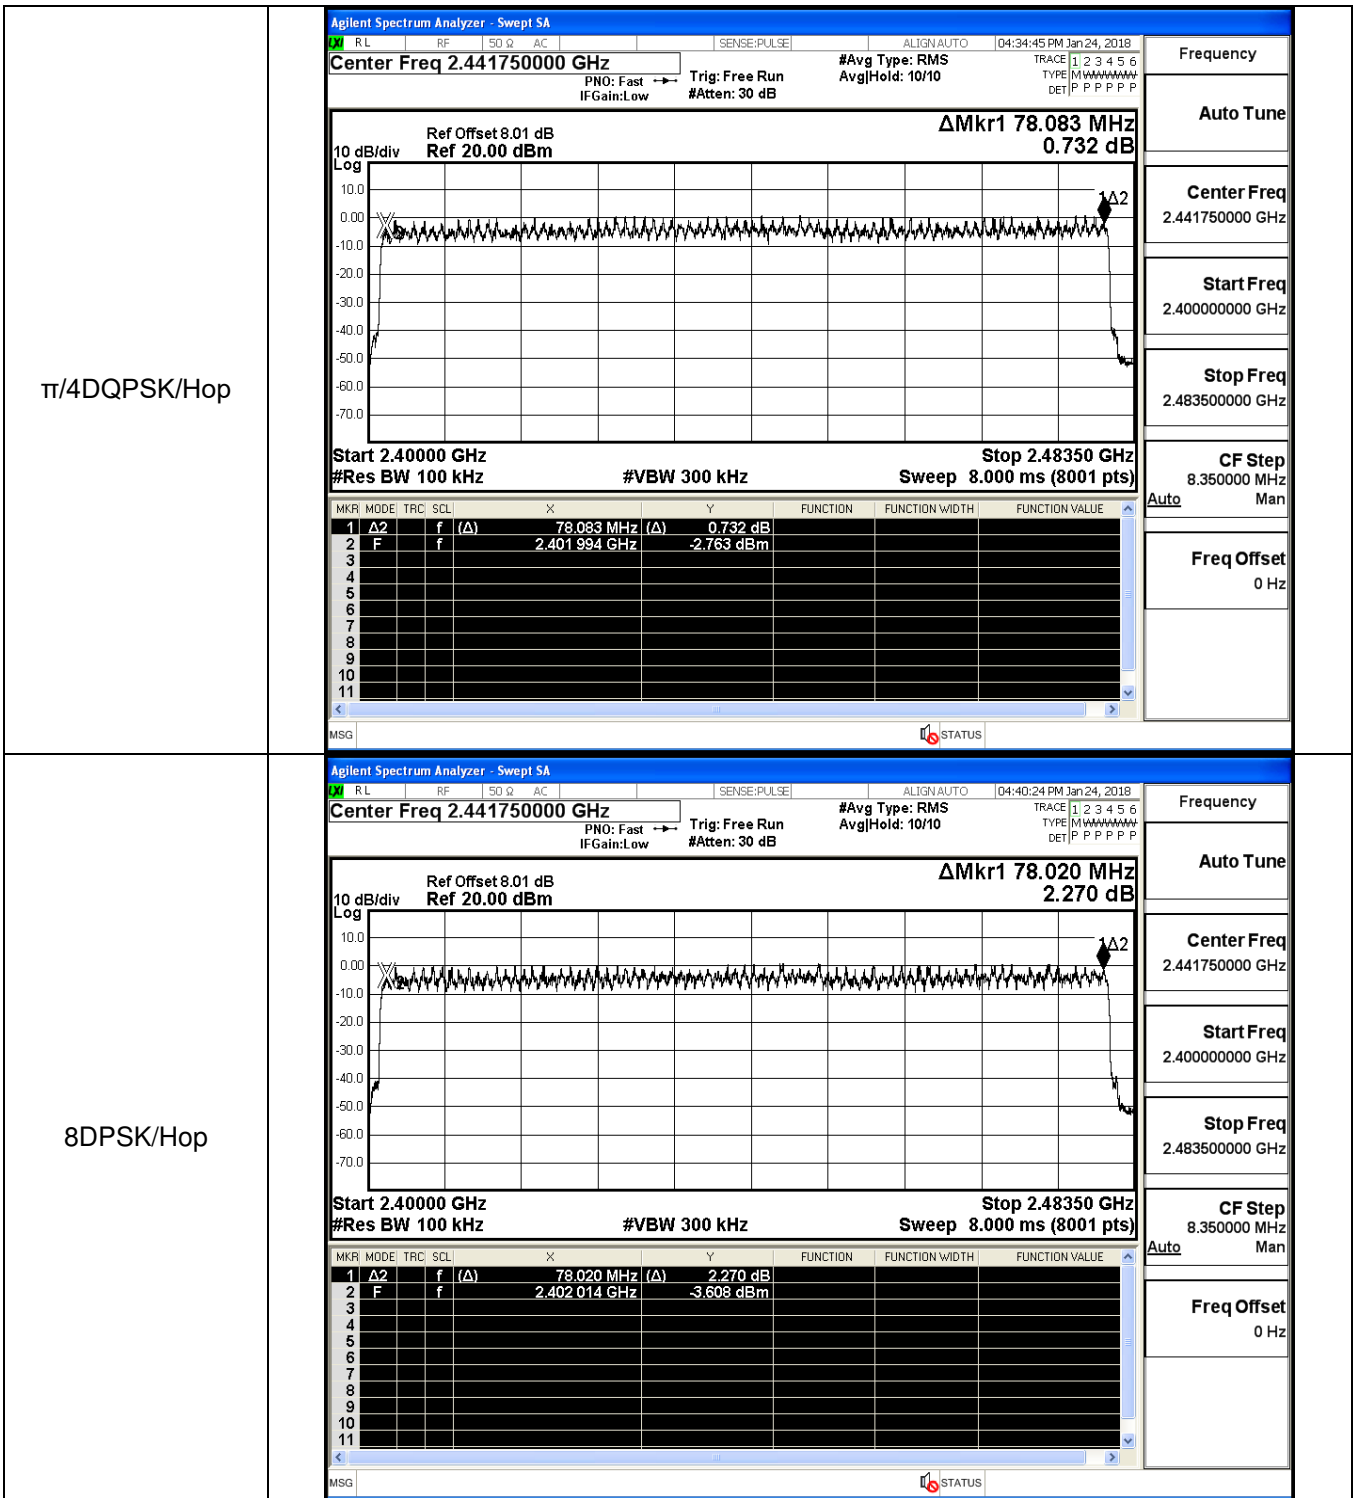 π/4DQPSK/Hop
Agilent Spectrum Analyzer - Swept SA
LXI RL RF 50 Ω AC SENSE:PULSE ALIGN AUTO 04:34:45 PM Jan 24, 2018
Center Freq 2.441750000 GHz
PNO: Fast
IFGain:Low
Trig: Free Run
#Atten: 30 dB
#Avg Type: RMS
Avg|Hold: 10/10
TRACE 1 2 3 4 5 6
TYPE M WWWWW
DET P P P P P P
Frequency
Auto Tune
Center Freq
2.441750000 GHz
Start Freq
2.400000000 GHz
Stop Freq
2.483500000 GHz
CF Step
8.350000 MHz
Auto Man
Freq Offset
0 Hz
Ref Offset 8.01 dB
10 dB/div Ref 20.00 dBm
Log
ΔMkr1 78.083 MHz
0.732 dB
10.0
0.00
-10.0
-20.0
-30.0
-40.0
-50.0
-60.0
-70.0
1Δ2
2
Start 2.40000 GHz Stop 2.48350 GHz
#Res BW 100 kHz #VBW 300 kHz Sweep 8.000 ms (8001 pts)
MKR MODE TRC SCL X Y FUNCTION FUNCTION WIDTH FUNCTION VALUE
1 Δ2 f (Δ) 78.083 MHz (Δ) 0.732 dB
2 F f 2.401 994 GHz -2.763 dBm
3
4
5
6
7
8
9
10
11
MSG STATUS
8DPSK/Hop
Agilent Spectrum Analyzer - Swept SA
LXI RL RF 50 Ω AC SENSE:PULSE ALIGN AUTO 04:40:24 PM Jan 24, 2018
Center Freq 2.441750000 GHz
PNO: Fast
IFGain:Low
Trig: Free Run
#Atten: 30 dB
#Avg Type: RMS
Avg|Hold: 10/10
TRACE 1 2 3 4 5 6
TYPE M WWWWW
DET P P P P P P
Frequency
Auto Tune
Center Freq
2.441750000 GHz
Start Freq
2.400000000 GHz
Stop Freq
2.483500000 GHz
CF Step
8.350000 MHz
Auto Man
Freq Offset
0 Hz
Ref Offset 8.01 dB
10 dB/div Ref 20.00 dBm
Log
ΔMkr1 78.020 MHz
2.270 dB
10.0
0.00
-10.0
-20.0
-30.0
-40.0
-50.0
-60.0
-70.0
1Δ2
2
Start 2.40000 GHz Stop 2.48350 GHz
#Res BW 100 kHz #VBW 300 kHz Sweep 8.000 ms (8001 pts)
MKR MODE TRC SCL X Y FUNCTION FUNCTION WIDTH FUNCTION VALUE
1 Δ2 f (Δ) 78.020 MHz (Δ) 2.270 dB
2 F f 2.402 014 GHz -3.608 dBm
3
4
5
6
7
8
9
10
11
MSG STATUS